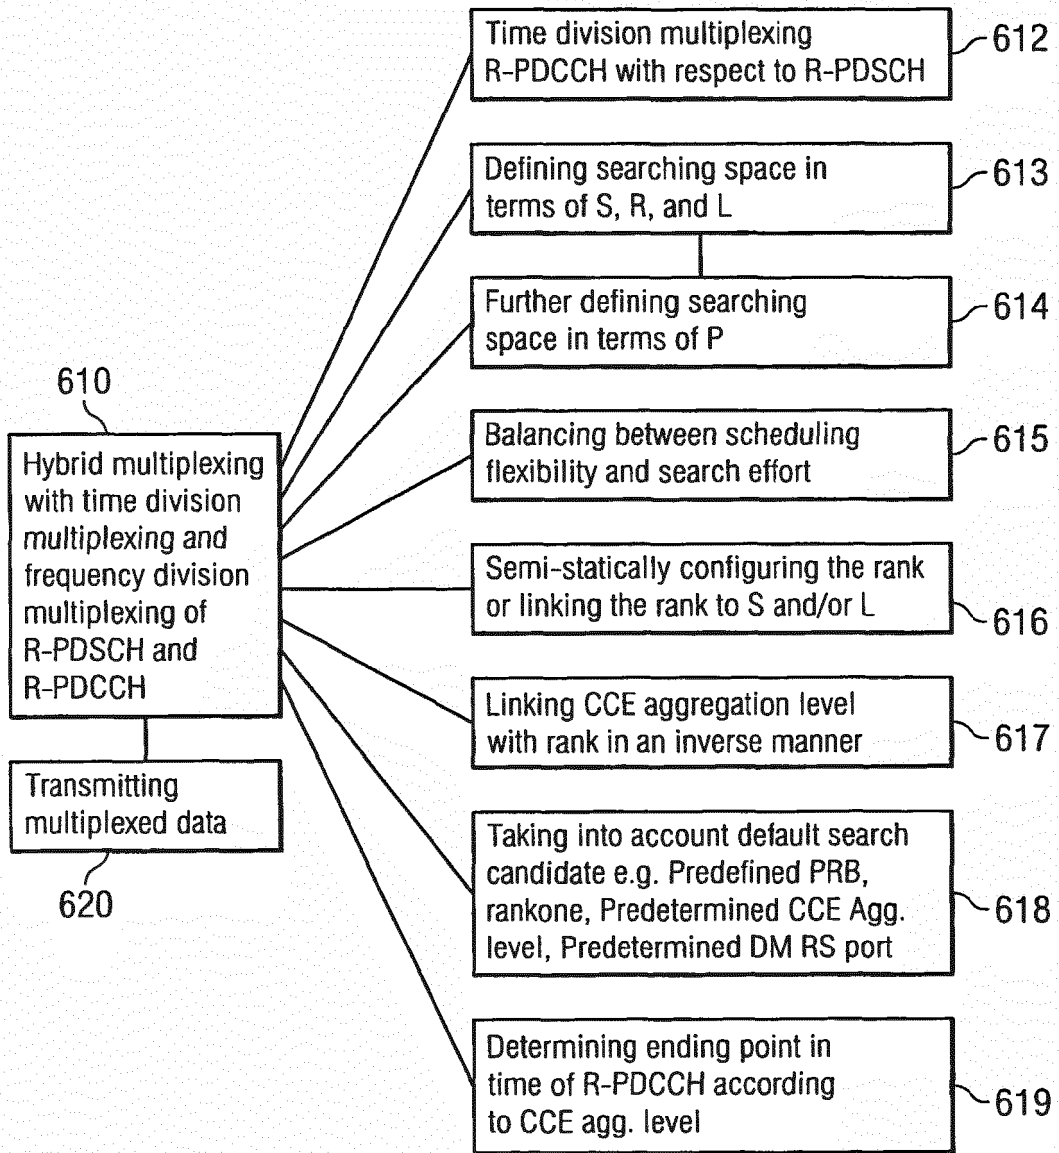 Time division multiplexing
R-PDCCH with respect to R-PDSCH
612
Defining searching space in
terms of S, R, and L
613
Further defining searching
space in terms of P
614
610
Hybrid multiplexing
with time division
multiplexing and
frequency division
multiplexing of
R-PDSCH and
R-PDCCH
Balancing between scheduling
flexibility and search effort
615
Semi-statically configuring the rank
or linking the rank to S and/or L
616
Linking CCE aggregation level
with rank in an inverse manner
617
Transmitting
multiplexed data
620
Taking into account default search
candidate e.g. Predefined PRB,
rankone, Predetermined CCE Agg.
level, Predetermined DM RS port
618
Determining ending point in
time of R-PDCCH according
to CCE agg. level
619